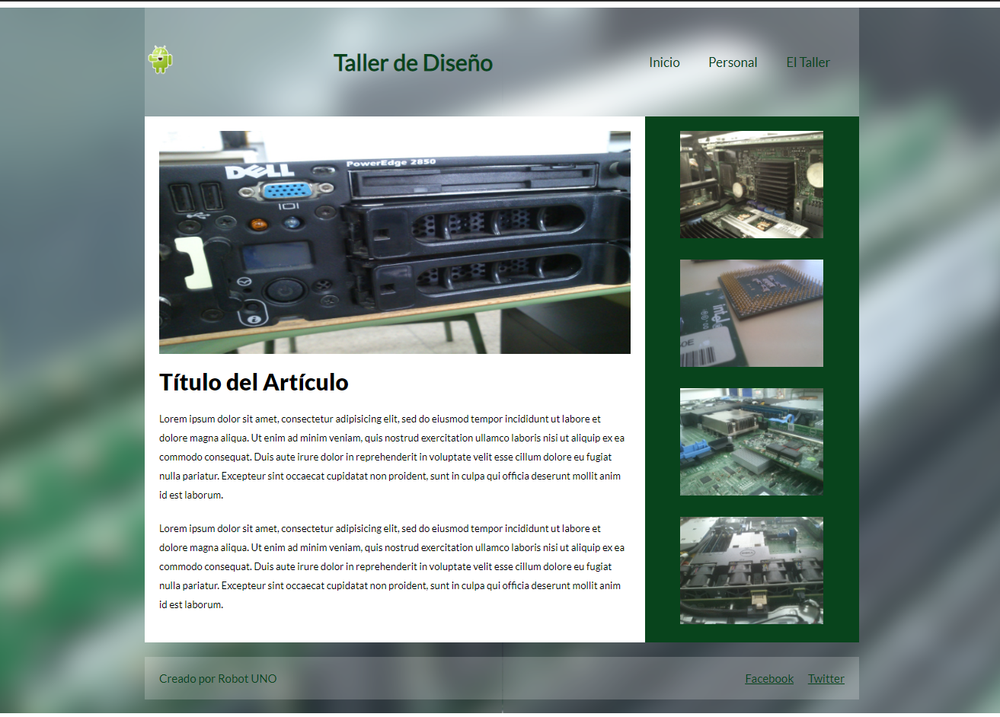 Taller de Diseño
Inicio Personal El Taller
DELL
PowerEdge 2850
intel
Título del Artículo
Lorem ipsum dolor sit amet, consectetur adipisicing elit, sed do eiusmod tempor incididunt ut labore et
dolore magna aliqua. Ut enim ad minim veniam, quis nostrud exercitation ullamco laboris nisi ut aliquip ex ea
commodo consequat. Duis aute irure dolor in reprehenderit in voluptate velit esse cillum dolore eu fugiat
nulla pariatur. Excepteur sint occaecat cupidatat non proident, sunt in culpa qui officia deserunt mollit anim
id est laborum.
Lorem ipsum dolor sit amet, consectetur adipisicing elit, sed do eiusmod tempor incididunt ut labore et
dolore magna aliqua. Ut enim ad minim veniam, quis nostrud exercitation ullamco laboris nisi ut aliquip ex ea
commodo consequat. Duis aute irure dolor in reprehenderit in voluptate velit esse cillum dolore eu fugiat
nulla pariatur. Excepteur sint occaecat cupidatat non proident, sunt in culpa qui officia deserunt mollit anim
id est laborum.
Creado por Robot UNO
Facebook Twitter